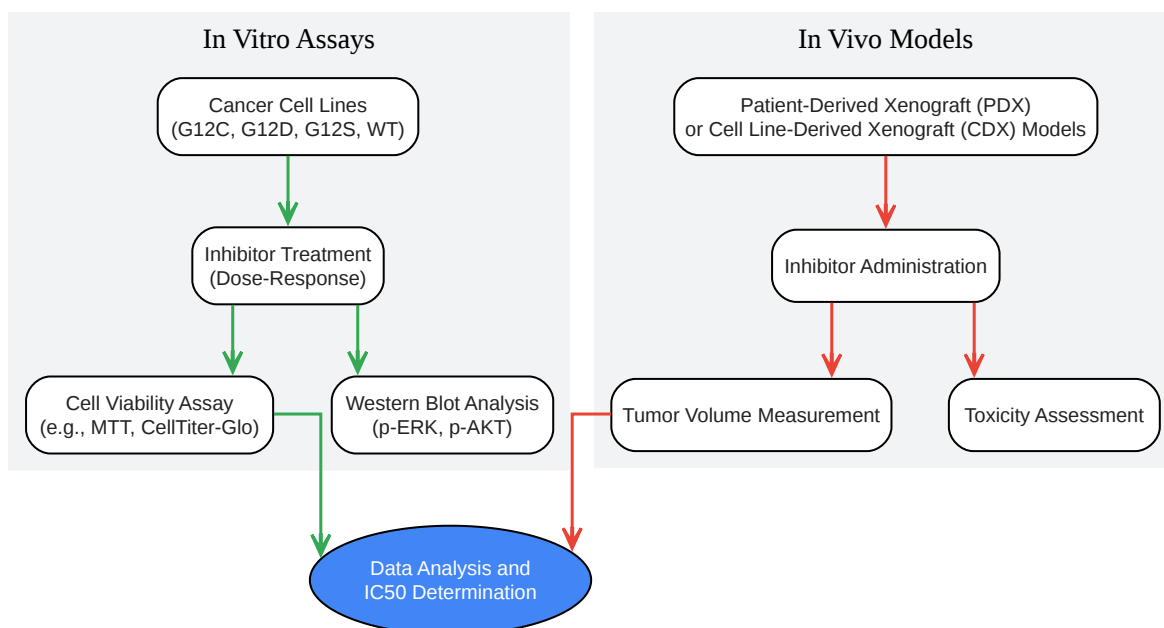 In Vitro Assays
Cancer Cell Lines
(G12C, G12D, G12S, WT)
Inhibitor Treatment
(Dose-Response)
Cell Viability Assay
(e.g., MTT, CellTiter-Glo)
Western Blot Analysis
(p-ERK, p-AKT)
In Vivo Models
Patient-Derived Xenograft (PDX)
or Cell Line-Derived Xenograft (CDX) Models
Inhibitor Administration
Tumor Volume Measurement
Toxicity Assessment
Data Analysis and
IC50 Determination